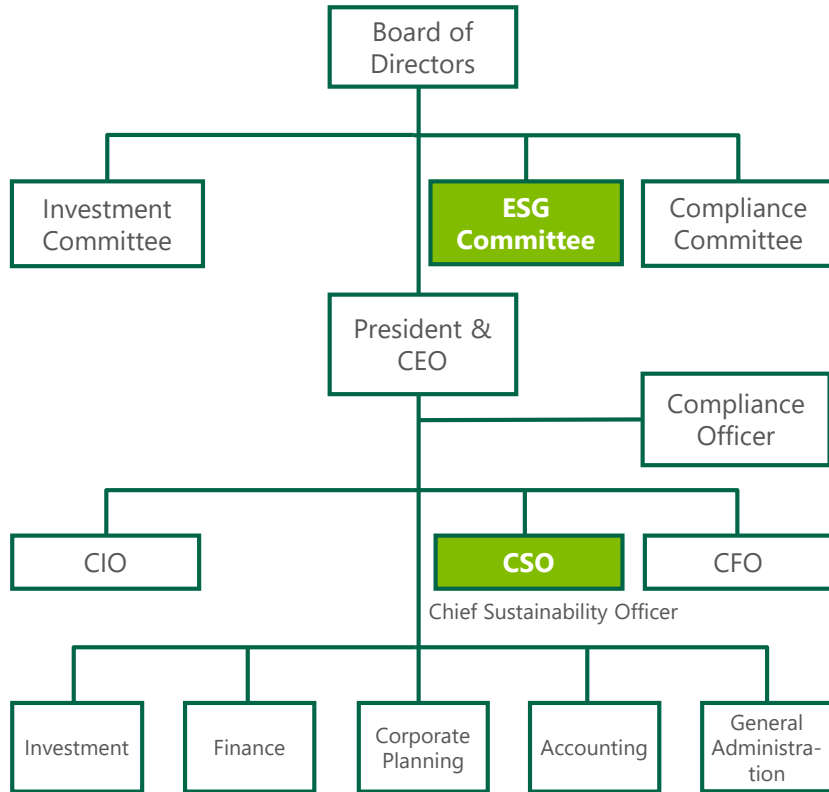 Board of
Directors
Investment
Committee
ESG
Committee
Compliance
Committee
President &
CEO
Compliance
Officer
CIO
CSO
CFO
Chief Sustainability Officer
Investment
Finance
Corporate
Planning
Accounting
General
Administra-
tion